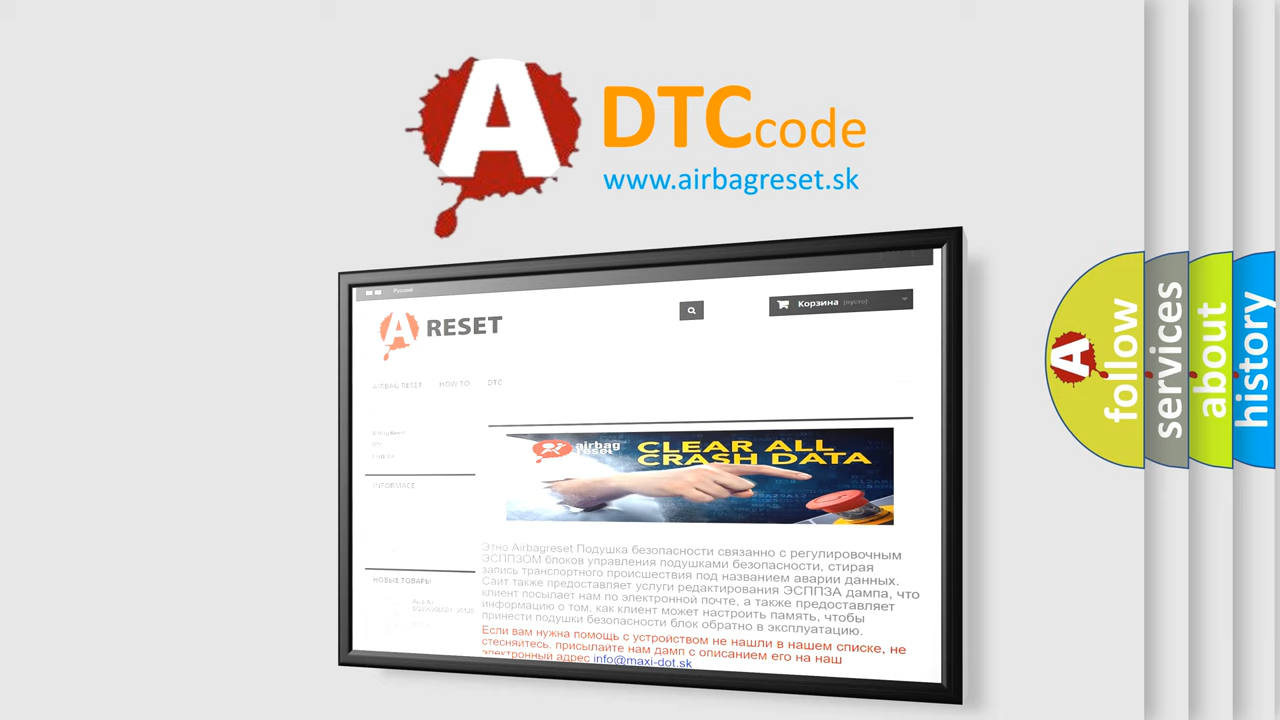 A DTCcode
www.airbagreset.sk
Русский
Корзина (пусто)
A RESET
AIRBAG RESET HOW TO DTC
INFORMACE
airbag
reset
CLEAR ALL
CRASH DATA
Этно Airbagreset Подушка безопасности связанно с регулировочным
ЭСППЗОМ блоков управления подушками безопасности, стирая
запись транспортного происшествия под названием аварии данных.
Сайт также предоставляет услуги редактирования ЭСППЗА дампа, что
клиент посылает нам по электронной почте, а также предоставляет
информацию о том, как клиент может настроить память, чтобы
принести подушки безопасности блок обратно в эксплуатацию.
Если вам нужна помощь с устройством не нашли в нашем списке, не
стесняйтесь, присылайте нам дамп с описанием его на наш
электронный адрес info@maxi-dot.sk
НОВЫЕ ТОВАРЫ
A follow
services
about
history